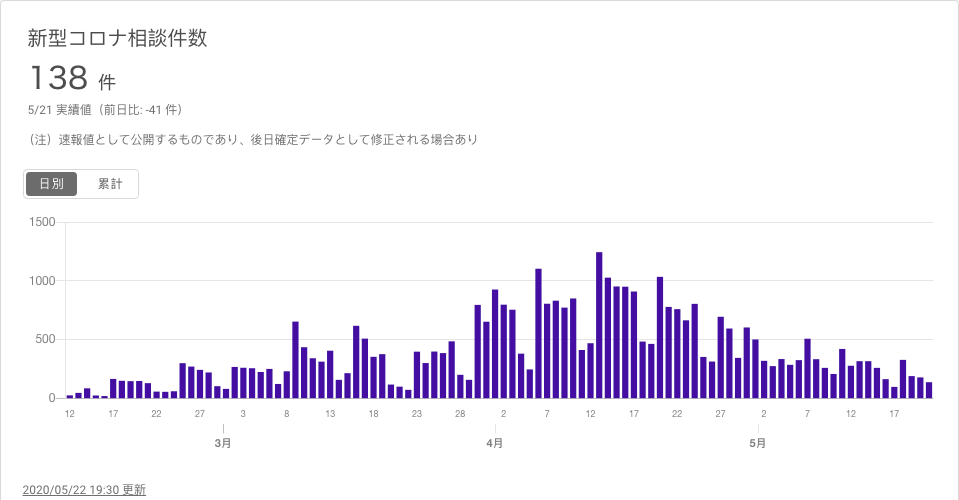 新型コロナ相談件数
138 件
5/21 実績値（前日比: -41 件）
（注）速報値として公開するものであり、後日確定データとして修正される場合あり
日別 累計
1500
1000
500
0
12 17 22 27 3 8 13 18 23 28 2 7 12 17 22 27 2 7 12 17
3月 4月 5月
2020/05/22 19:30 更新